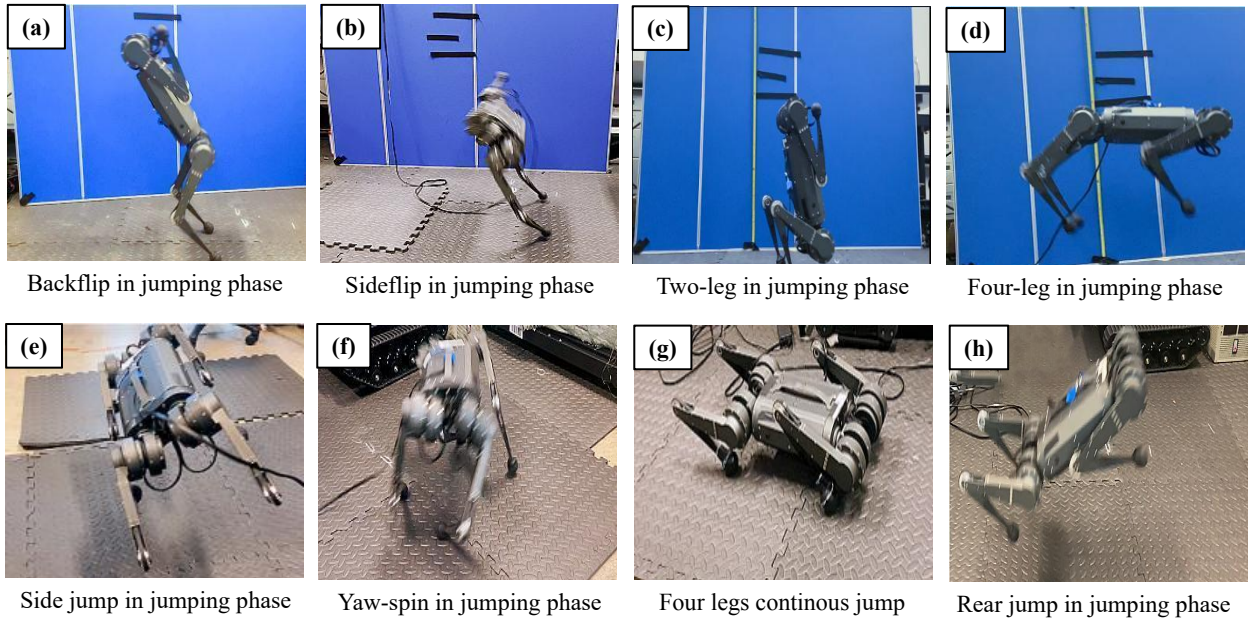 (a)
(b)
(c)
(d)
Backflip in jumping phase
Sideflip in jumping phase
Two-leg in jumping phase
Four-leg in jumping phase
(e)
(f)
(g)
(h)
Side jump in jumping phase
Yaw-spin in jumping phase
Four legs continous jump
Rear jump in jumping phase